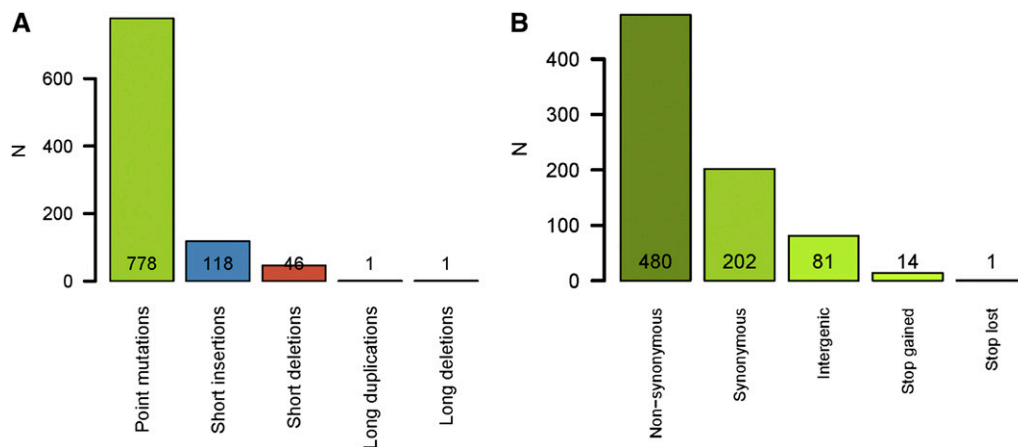 A
N
600
400
200
0
778
118
46
1
1
Point mutations
Short insertions
Short deletions
Long duplications
Long deletions
B
N
400
300
200
100
0
480
202
81
14
1
Non−synonymous
Synonymous
Intergenic
Stop gained
Stop lost